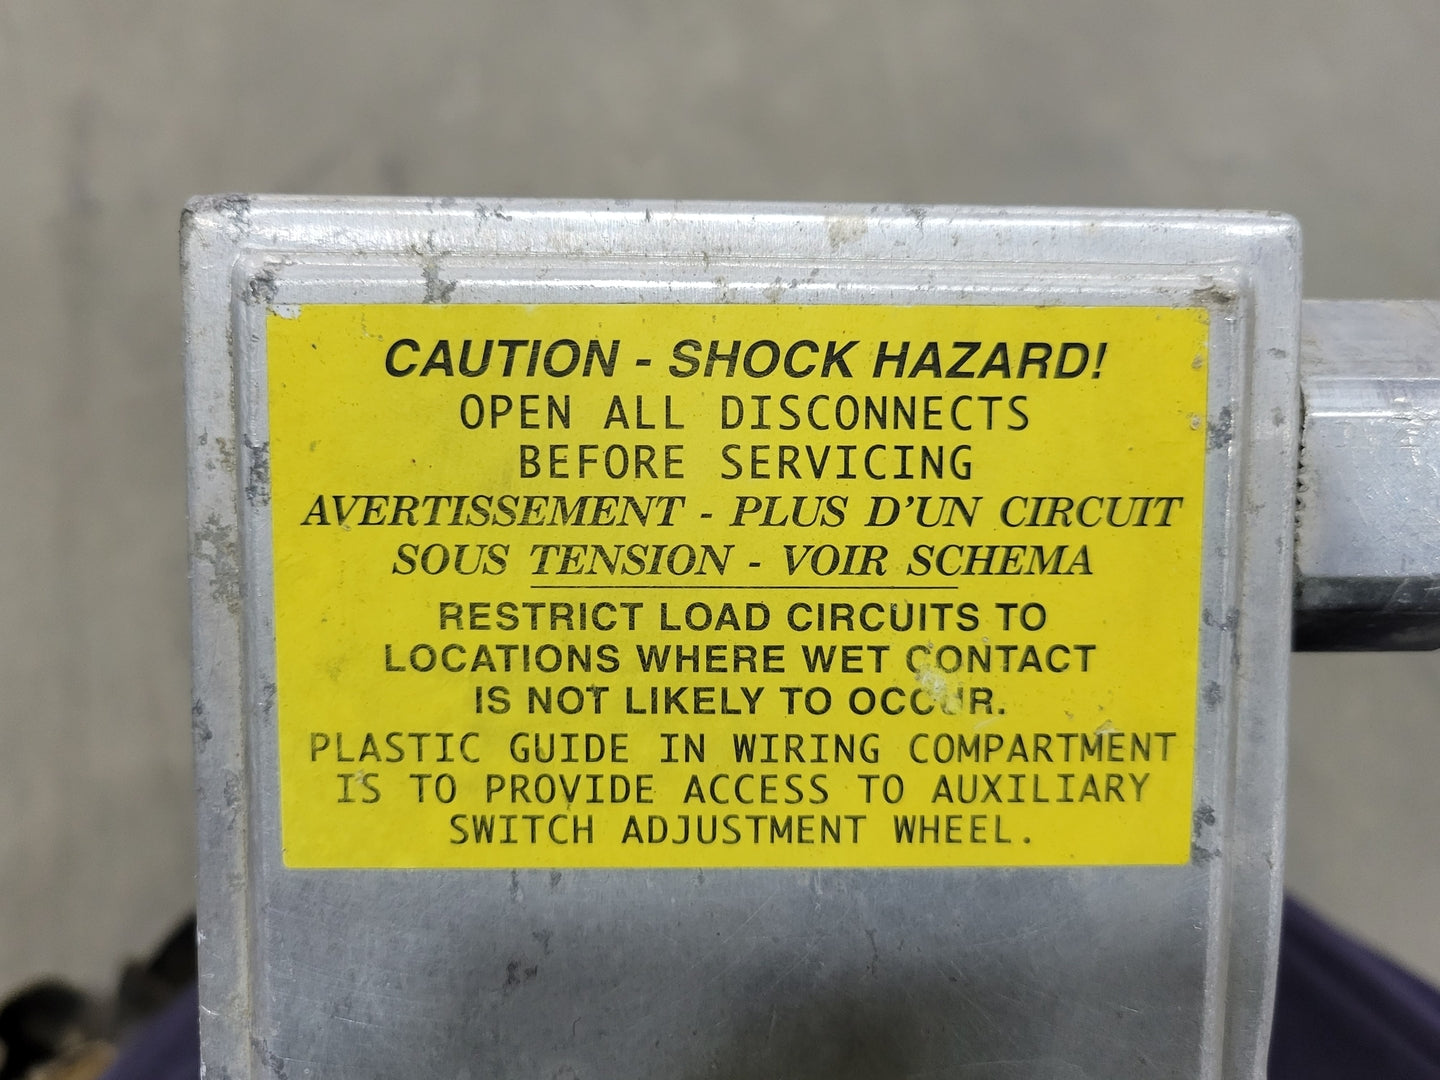 CAUTION - SHOCK HAZARD!
OPEN ALL DISCONNECTS
BEFORE SERVICING
AVERTISSEMENT - PLUS D'UN CIRCUIT
SOUS TENSION - VOIR SCHEMA
RESTRICT LOAD CIRCUITS TO
LOCATIONS WHERE WET CONTACT
IS NOT LIKELY TO OCCUR.
PLASTIC GUIDE IN WIRING COMPARTMENT
IS TO PROVIDE ACCESS TO AUXILIARY
SWITCH ADJUSTMENT WHEEL.